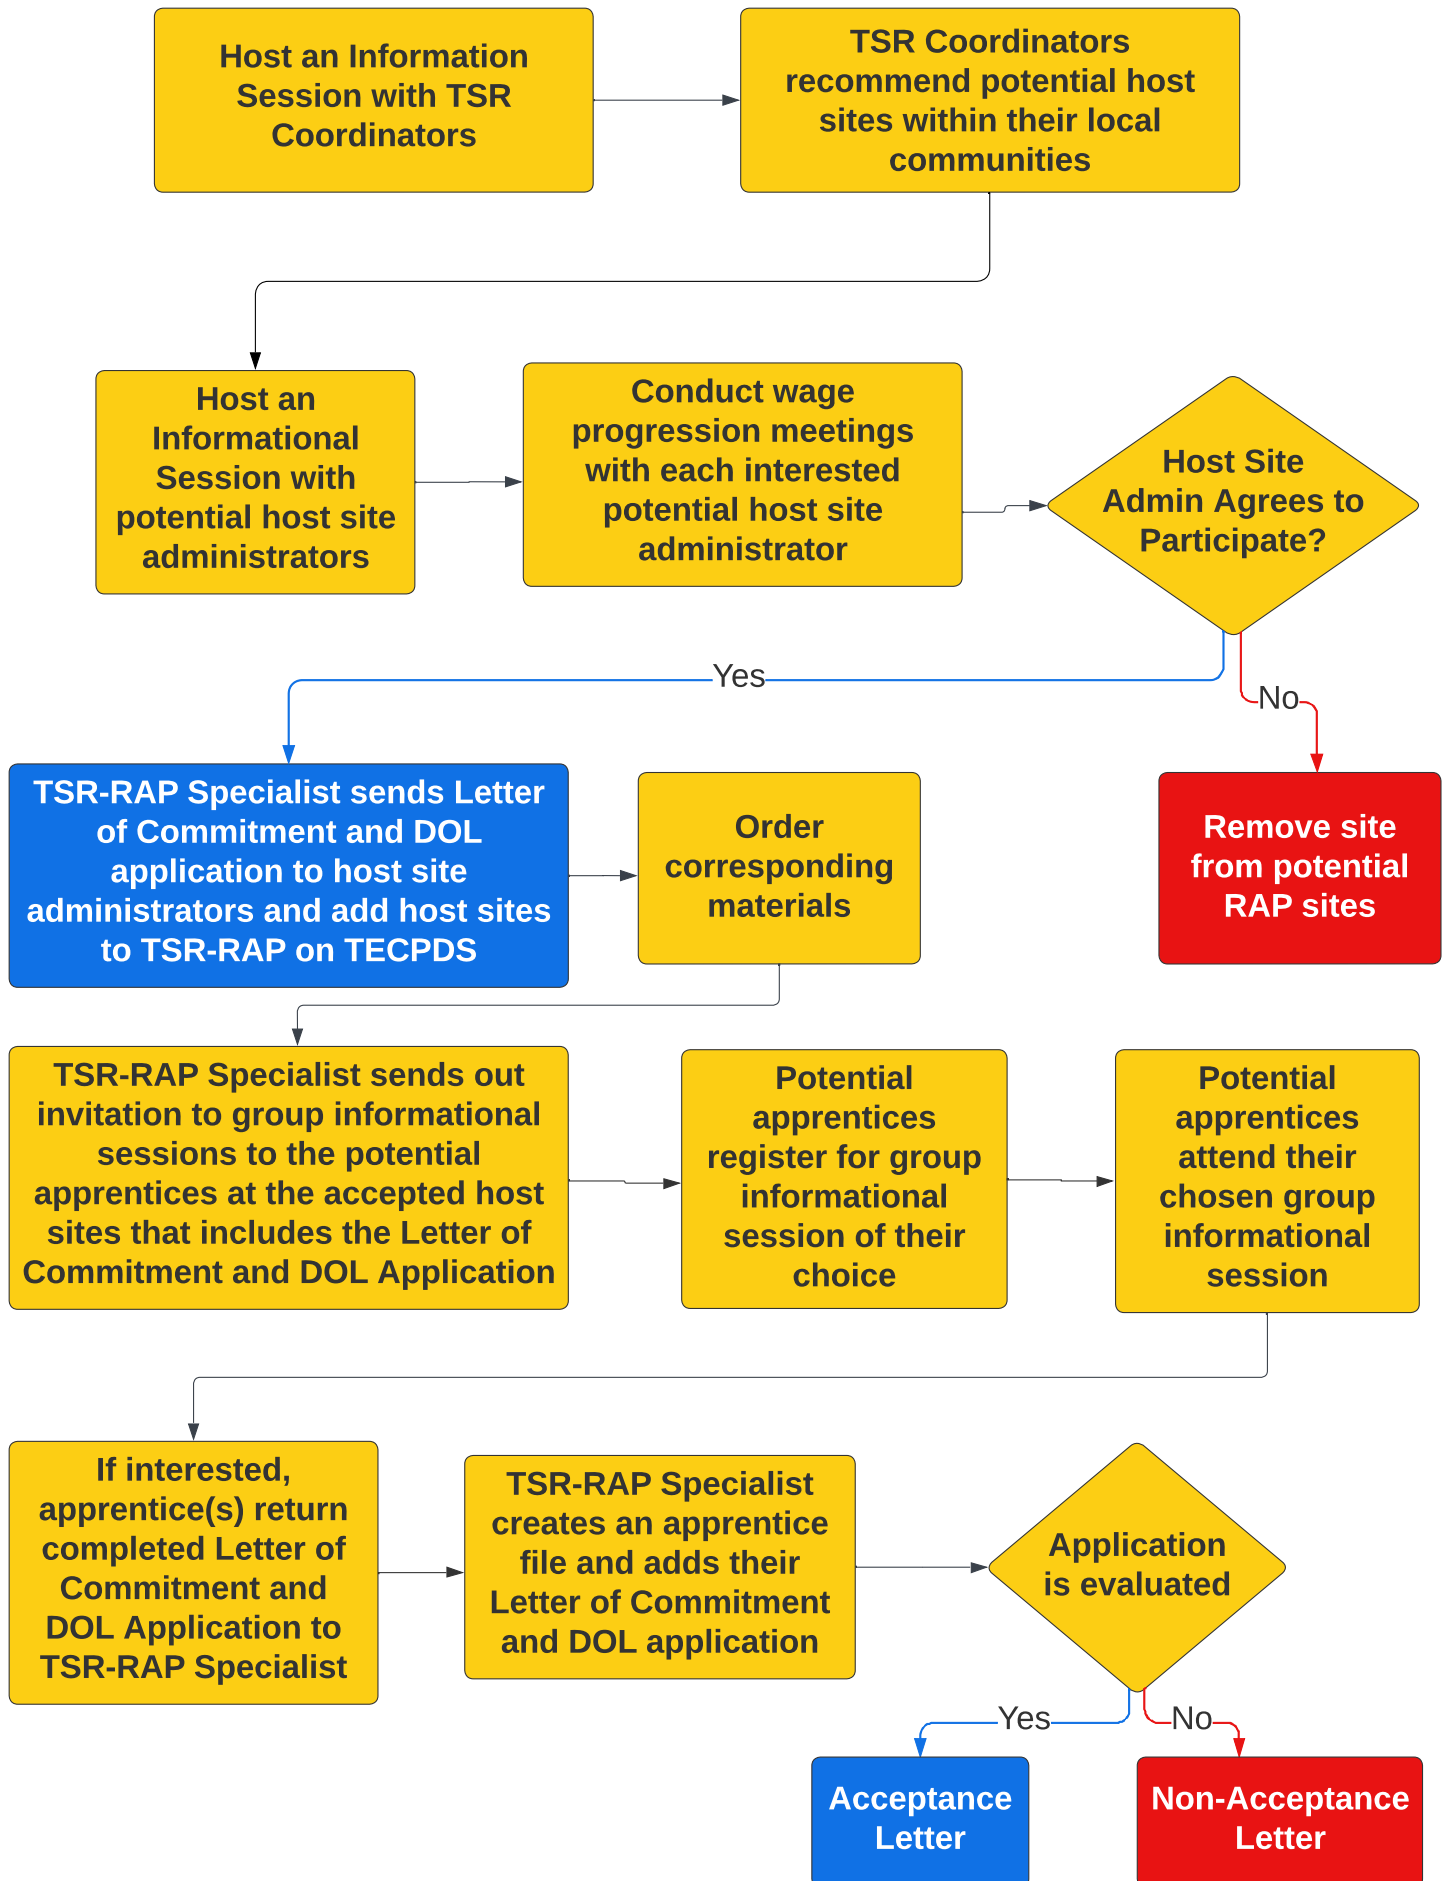 Host an Information
Session with TSR
Coordinators
TSR Coordinators
recommend potential host
sites within their local
communities
Host an
Informational
Session with
potential host site
administrators
Conduct wage
progression meetings
with each interested
potential host site
administrator
Host Site
Admin Agrees to
Participate?
Yes
No
TSR-RAP Specialist sends Letter
of Commitment and DOL
application to host site
administrators and add host sites
to TSR-RAP on TECPDS
Order
corresponding
materials
Remove site
from potential
RAP sites
TSR-RAP Specialist sends out
invitation to group informational
sessions to the potential
apprentices at the accepted host
sites that includes the Letter of
Commitment and DOL Application
Potential
apprentices
register for group
informational
session of their
choice
Potential
apprentices
attend their
chosen group
informational
session
If interested,
apprentice(s) return
completed Letter of
Commitment and
DOL Application to
TSR-RAP Specialist
TSR-RAP Specialist
creates an apprentice
file and adds their
Letter of Commitment
and DOL application
Application
is evaluated
Yes
No
Acceptance
Letter
Non-Acceptance
Letter